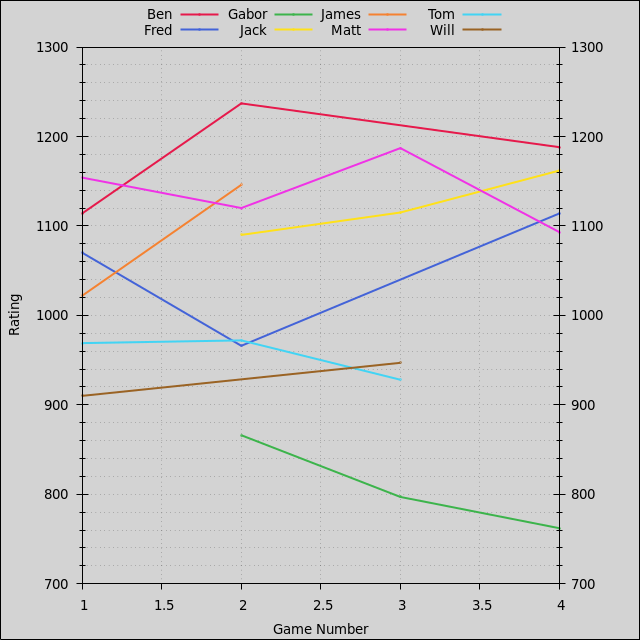 Ben Gabor James Tom
Fred Jack Matt Will
1300 1300
1200 1200
1100 1100
1000 1000
900 900
800 800
700 700
Rating
1 1.5 2 2.5 3 3.5 4
Game Number